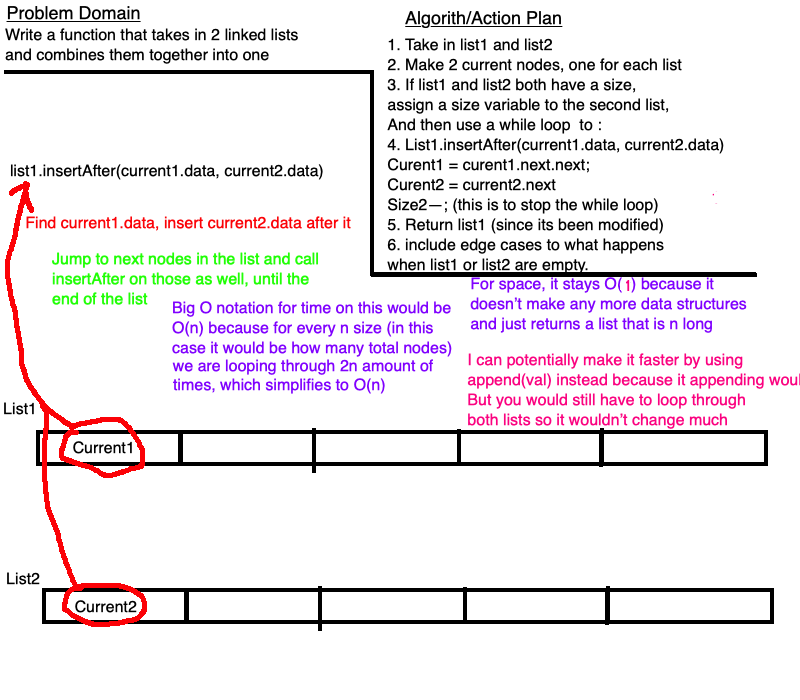 Problem Domain
Write a function that takes in 2 linked lists
and combines them together into one
Algorith/Action Plan
1. Take in list1 and list2
2. Make 2 current nodes, one for each list
3. If list1 and list2 both have a size,
assign a size variable to the second list,
And then use a while loop to :
4. List1.insertAfter(current1.data, current2.data)
Curent1 = curent1.next.next;
Curent2 = current2.next
Size2—; (this is to stop the while loop)
5. Return list1 (since its been modified)
6. include edge cases to what happens
when list1 or list2 are empty.
list1.insertAfter(current1.data, current2.data)
Find current1.data, insert current2.data after it
Jump to next nodes in the list and call
insertAfter on those as well, until the
end of the list
Big O notation for time on this would be
O(n) because for every n size (in this
case it would be how many total nodes)
we are looping through 2n amount of
times, which simplifies to O(n)
For space, it stays O(1) because it
doesn't make any more data structures
and just returns a list that is n long
I can potentially make it faster by using
append(val) instead because it appending
But you would still have to loop through
both lists so it wouldn't change much
List1
Current1
List2
Current2